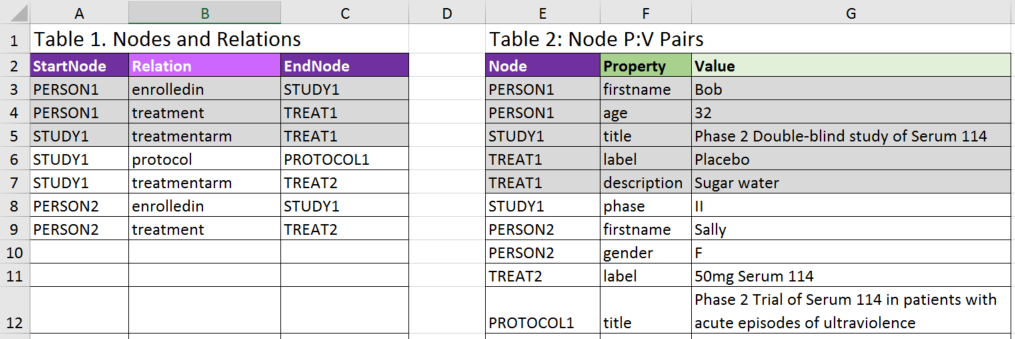 A B C D E F G
1 Table 1. Nodes and Relations Table 2: Node P:V Pairs
2 StartNode Relation EndNode Node Property Value
3 PERSON1 enrolledin STUDY1 PERSON1 firstname Bob
4 PERSON1 treatment TREAT1 PERSON1 age 32
5 STUDY1 treatmentarm TREAT1 STUDY1 title Phase 2 Double-blind study of Serum 114
6 STUDY1 protocol PROTOCOL1 TREAT1 label Placebo
7 STUDY1 treatmentarm TREAT2 TREAT1 description Sugar water
8 PERSON2 enrolledin STUDY1 STUDY1 phase II
9 PERSON2 treatment TREAT2 PERSON2 firstname Sally
10 PERSON2 gender F
11 TREAT2 label 50mg Serum 114
Phase 2 Trial of Serum 114 in patients with
12 PROTOCOL1 title acute episodes of ultraviolence